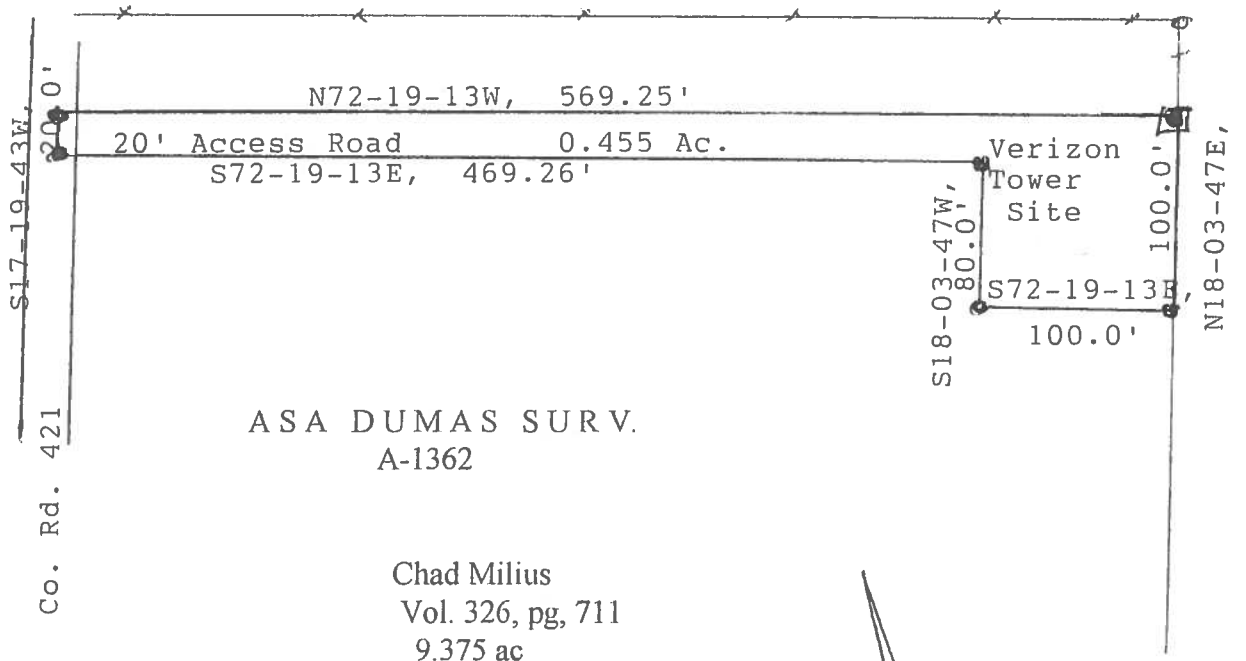 N72-19-13W, 569.25'
20' Access Road 0.455 Ac.
S72-19-13E, 469.26'
S17-19-43W,
20.0'
Co. Rd. 421
Verizon
Tower
Site
S18-03-47W,
80.0'
100.0'
N18-03-47E,
S72-19-13E,
100.0'
ASA DUMAS SURV.
A-1362
Chad Milius
Vol. 326, pg, 711
9.375 ac